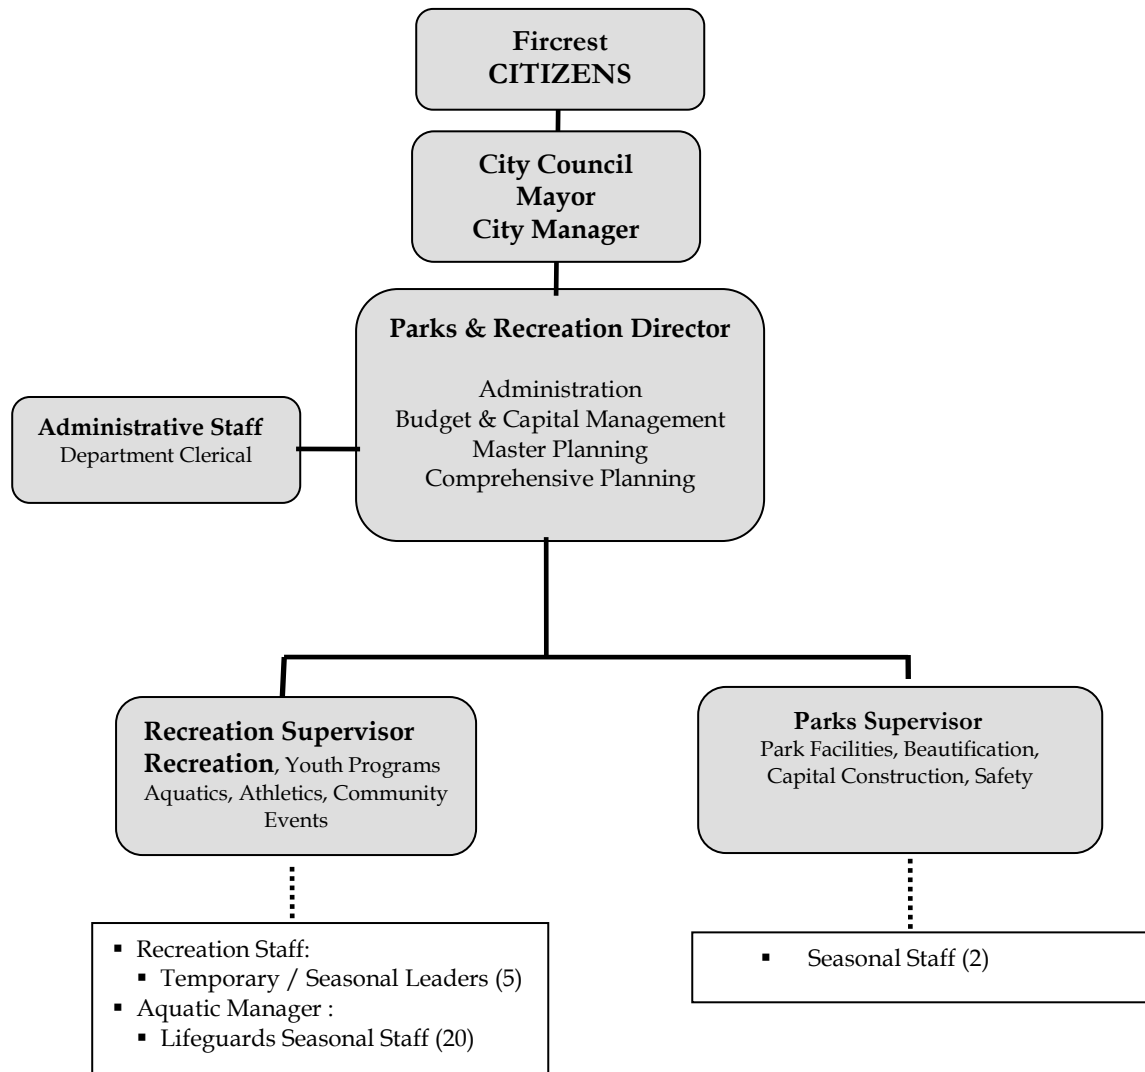 Fircrest
CITIZENS
City Council
Mayor
City Manager
Parks & Recreation Director
Administration
Budget & Capital Management
Master Planning
Comprehensive Planning
Administrative Staff
Department Clerical
Recreation Supervisor
Recreation, Youth Programs
Aquatics, Athletics, Community
Events
Parks Supervisor
Park Facilities, Beautification,
Capital Construction, Safety
▪ Recreation Staff:
▪ Temporary / Seasonal Leaders (5)
▪ Aquatic Manager :
▪ Lifeguards Seasonal Staff (20)
▪ Seasonal Staff (2)